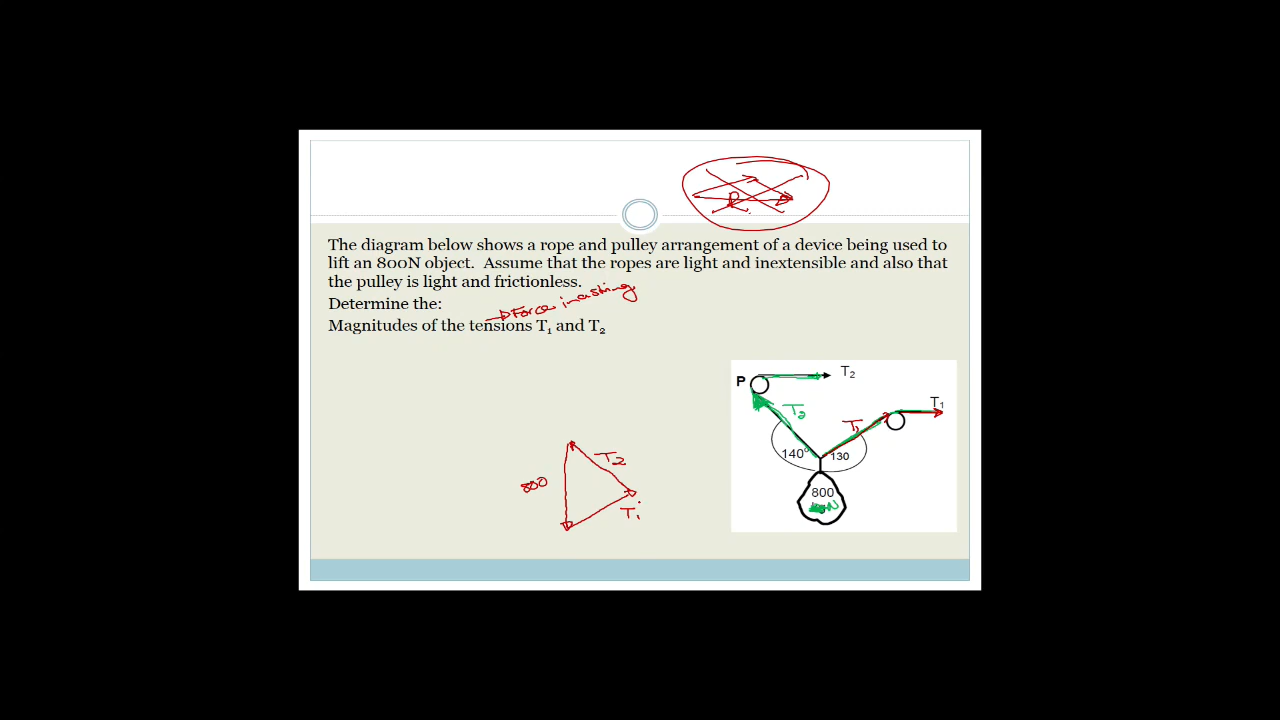 R
The diagram below shows a rope and pulley arrangement of a device being used to
lift an 800N object. Assume that the ropes are light and inextensible and also that
the pulley is light and frictionless.
Determine the:
→ Force in a string
Magnitudes of the tensions T₁ and T₂
P
T₂
T₂
T₁
T₁
140°
130
800
N
T₂
800
T₁